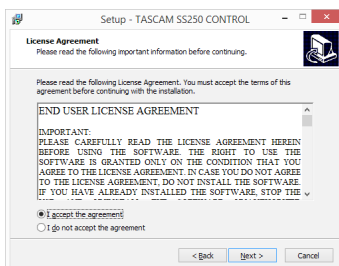 Setup - TASCAM SS250 CONTROL
License Agreement
Please read the following important information before continuing.
Please read the following License Agreement. You must accept the terms of this
agreement before continuing with the installation.
END USER LICENSE AGREEMENT
IMPORTANT:
PLEASE CAREFULLY READ THE LICENSE AGREEMENT HEREIN
BEFORE USING THE SOFTWARE. THE RIGHT TO USE THE
SOFTWARE IS GRANTED ONLY ON THE CONDITION THAT YOU
AGREE TO THE LICENSE AGREEMENT. IN CASE YOU DO NOT AGREE
TO THE LICENSE AGREEMENT, DO NOT INSTALL THE SOFTWARE.
IF YOU HAVE ALREADY INSTALLED THE SOFTWARE, STOP THE
I accept the agreement
I do not accept the agreement
< Back
Next >
Cancel